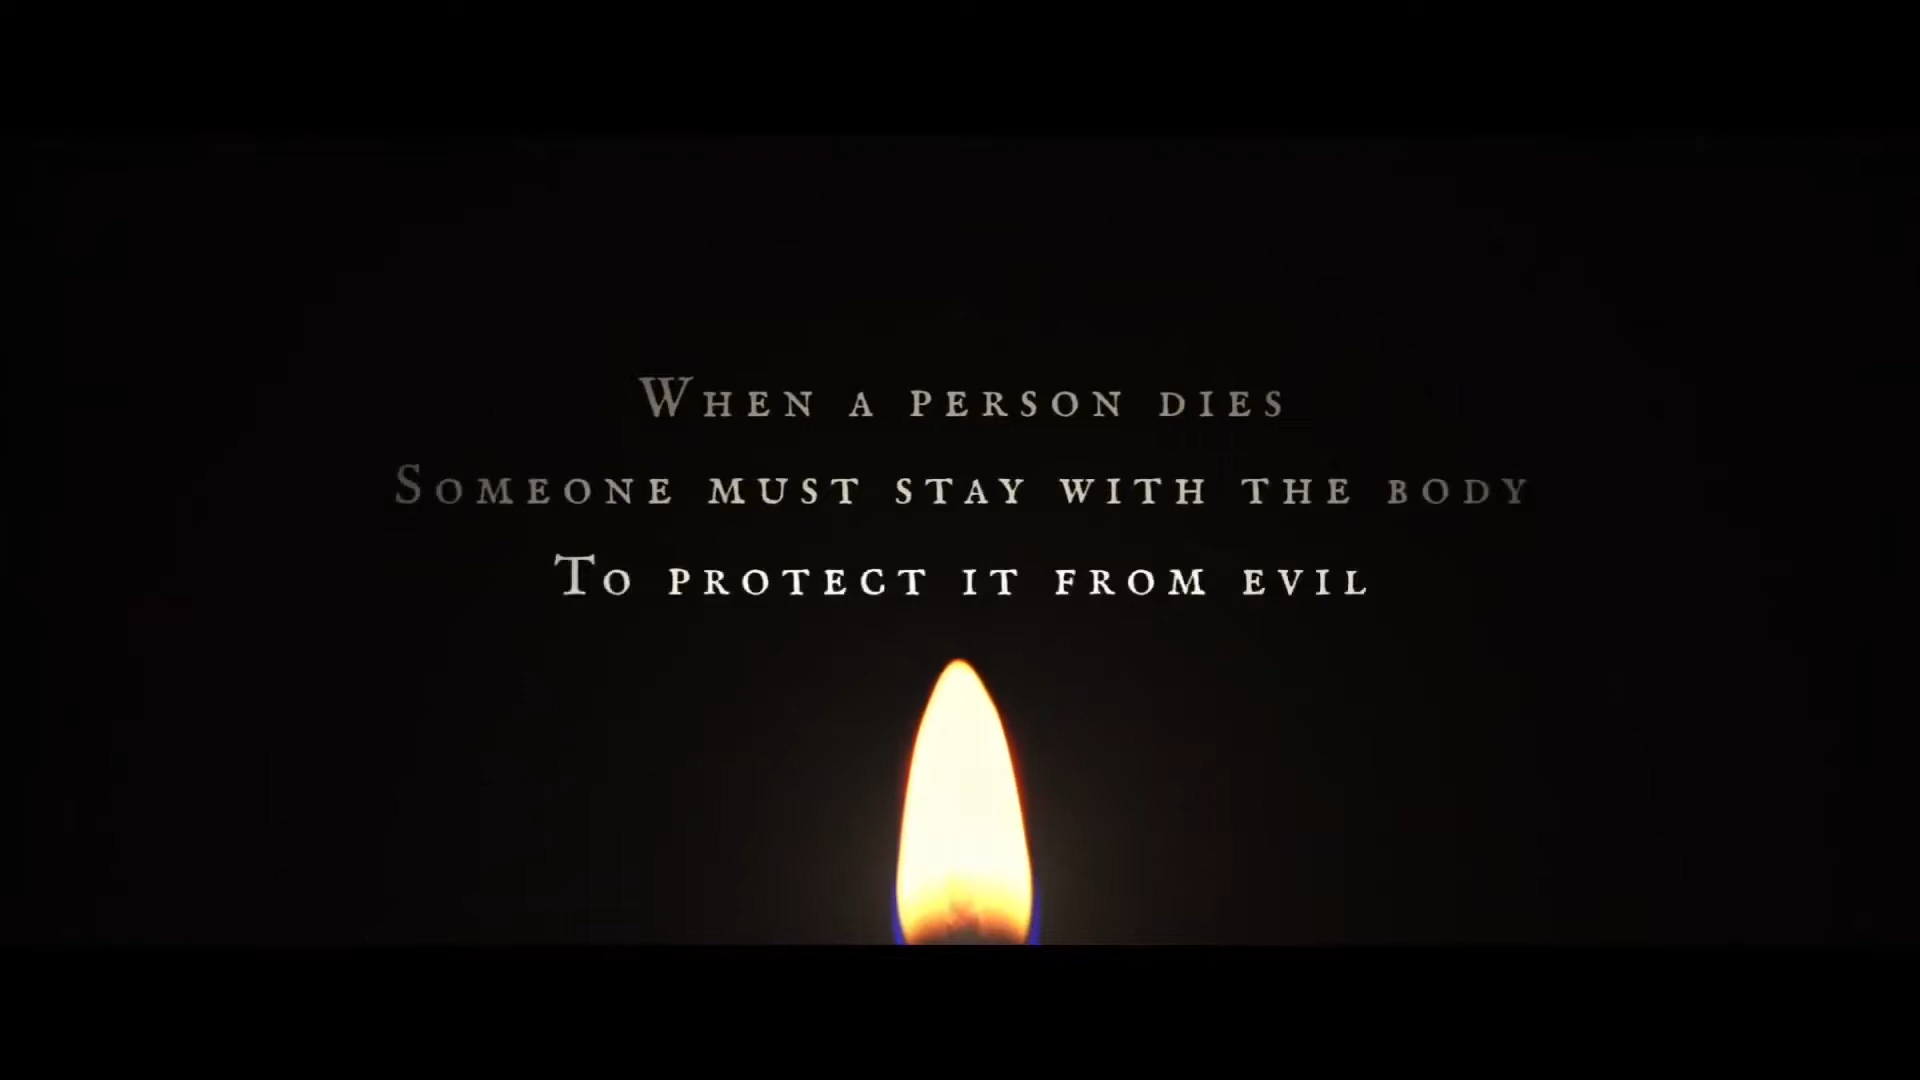 When a person dies
Someone must stay with the body
To protect it from evil